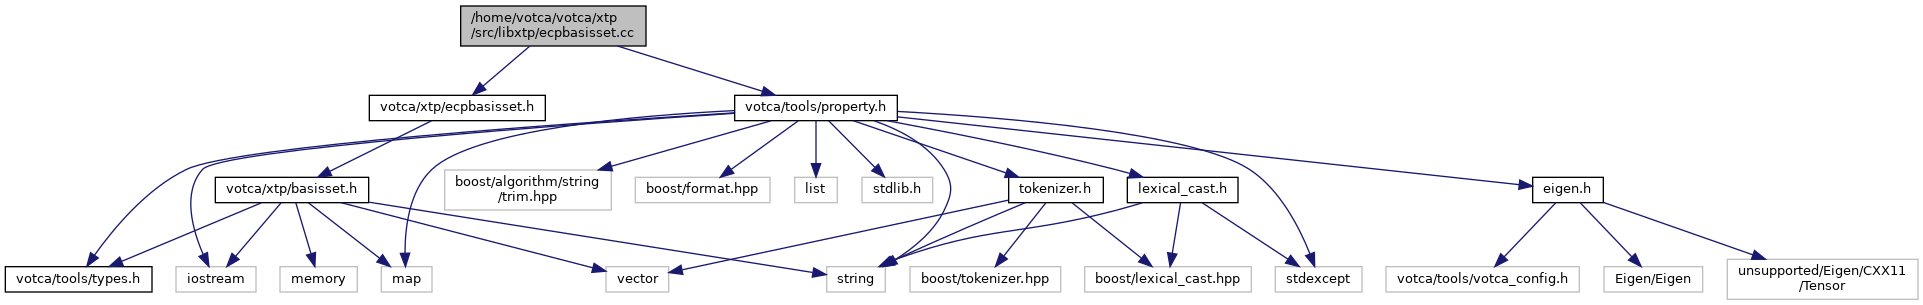 /home/votca/votca/xtp
/src/libxtp/ecpbasisset.cc
votca/xtp/ecpbasisset.h
votca/tools/property.h
votca/xtp/basisset.h
boost/algorithm/string
/trim.hpp
boost/format.hpp
list
stdlib.h
tokenizer.h
lexical_cast.h
eigen.h
votca/tools/types.h
iostream
memory
map
vector
string
boost/tokenizer.hpp
boost/lexical_cast.hpp
stdexcept
votca/tools/votca_config.h
Eigen/Eigen
unsupported/Eigen/CXX11
/Tensor